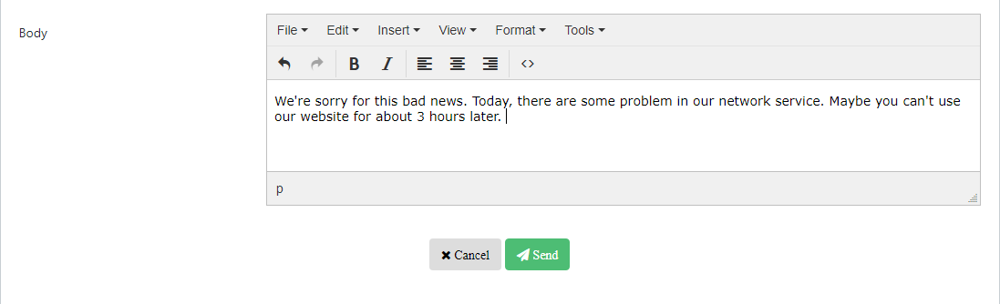 Body
File Edit Insert View Format Tools
B I <>
We're sorry for this bad news. Today, there are some problem in our network service. Maybe you can't use
our website for about 3 hours later.
p
Cancel Send